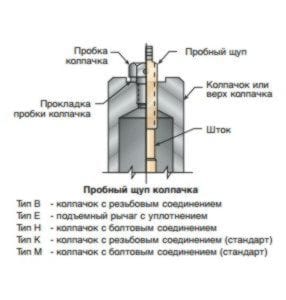 Пробка
колпачка
Пробный щуп
Колпачок или
верх колпачка
Прокладка
пробки колпачка
Шток
Пробный щуп колпачка
Тип B - колпачок с резьбовым соединением
Тип E - подъемный рычаг с уплотнением
Тип H - колпачок с болтовым соединением
Тип K - колпачок с резьбовым соединением (стандарт)
Тип M - колпачок с болтовым соединением (стандарт)